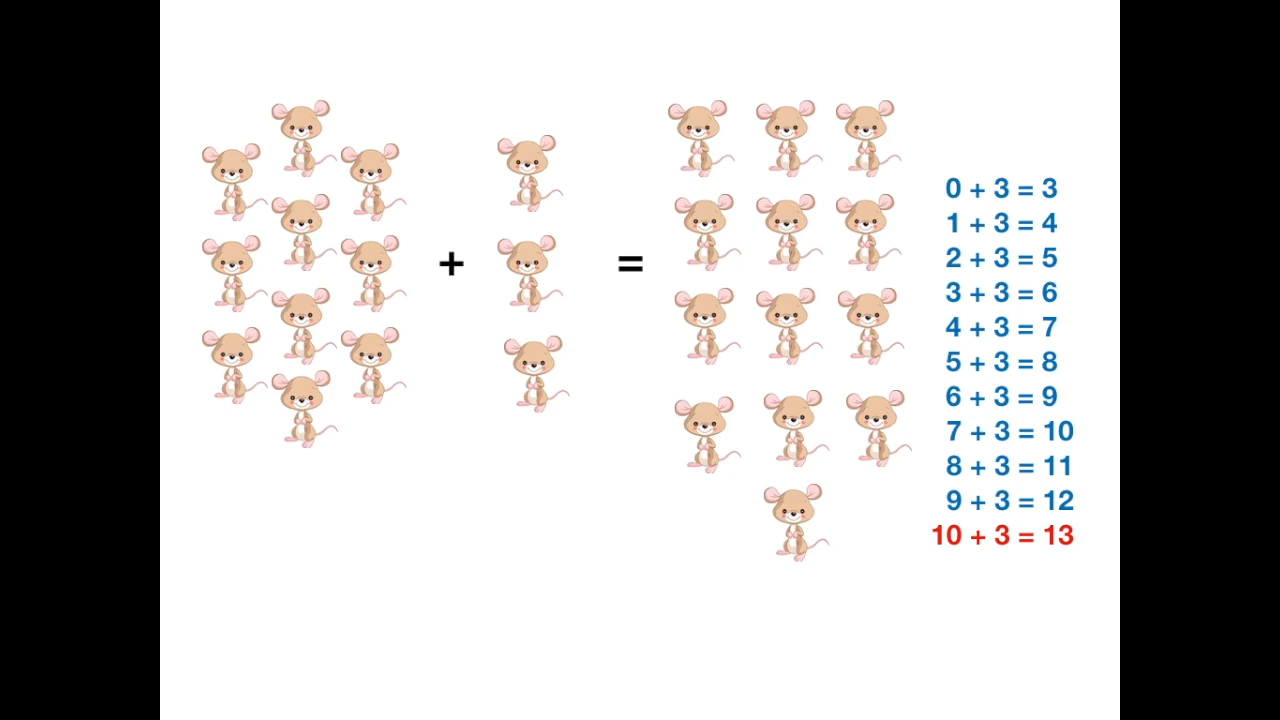 + =
0 + 3 = 3
1 + 3 = 4
2 + 3 = 5
3 + 3 = 6
4 + 3 = 7
5 + 3 = 8
6 + 3 = 9
7 + 3 = 10
8 + 3 = 11
9 + 3 = 12
10 + 3 = 13